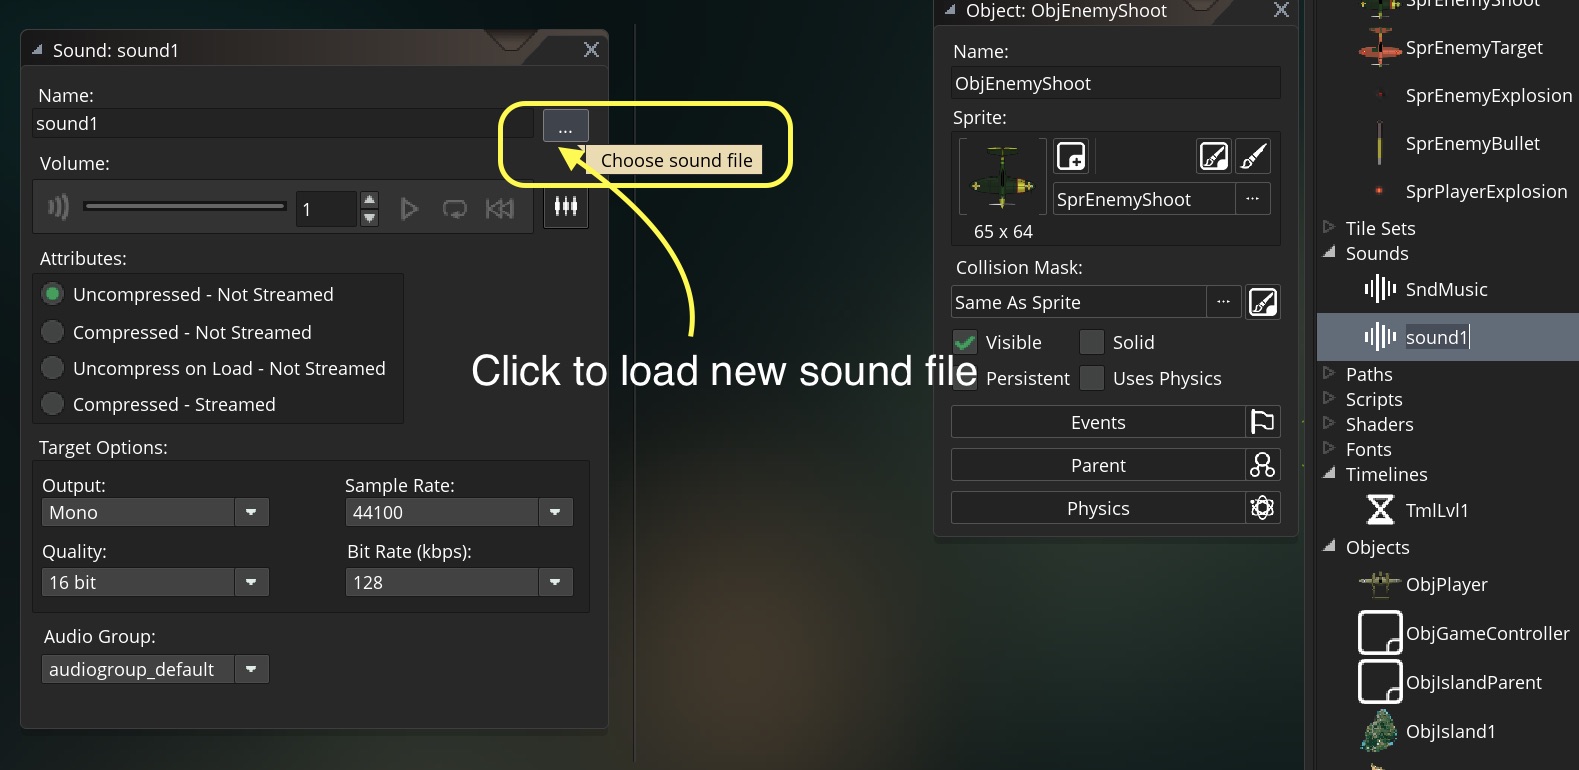 Sound: sound1
Name:
sound1
...
Choose sound file
Volume:
1
Attributes:
Uncompressed - Not Streamed
Compressed - Not Streamed
Uncompress on Load - Not Streamed
Compressed - Streamed
Target Options:
Output:
Sample Rate:
Mono
44100
Quality:
Bit Rate (kbps):
16 bit
128
Audio Group:
audiogroup_default
Click to load new sound file
Object: ObjEnemyShoot
Name:
ObjEnemyShoot
Sprite:
SprEnemyShoot
...
65 x 64
Collision Mask:
Same As Sprite
...
Visible
Solid
Persistent
Uses Physics
Events
Parent
Physics
SprEnemyShoot
SprEnemyTarget
SprEnemyExplosion
SprEnemyBullet
SprPlayerExplosion
Tile Sets
Sounds
SndMusic
sound1
Paths
Scripts
Shaders
Fonts
Timelines
TmlLvl1
Objects
ObjPlayer
ObjGameController
ObjIslandParent
ObjIsland1